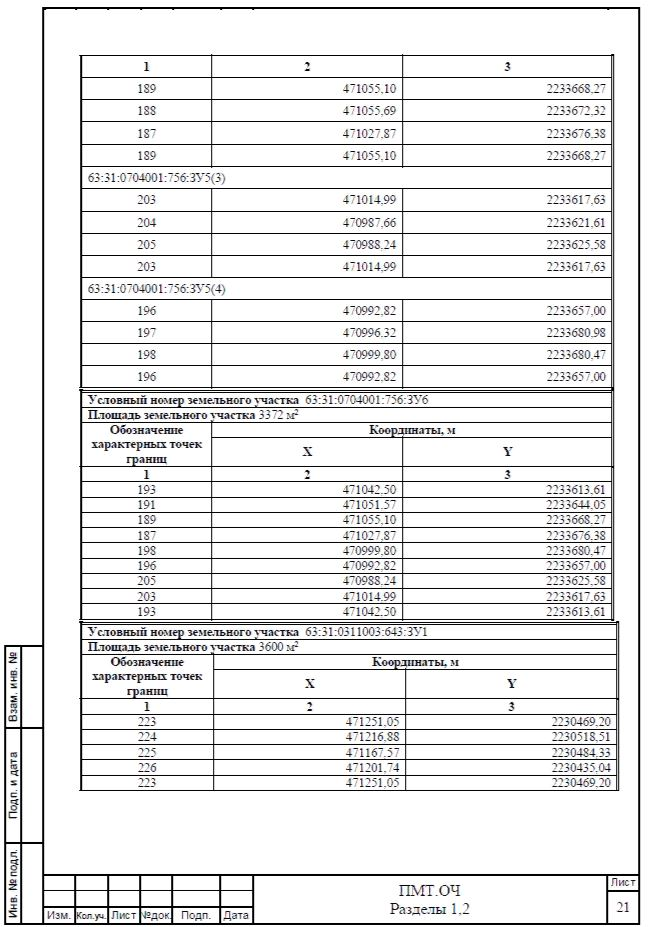 1 2 3
189 471055,10 2233668,27
188 471055,69 2233672,32
187 471027,87 2233676,38
189 471055,10 2233668,27
63:31:0704001:756:ЗУ5(3)
203 471014,99 2233617,63
204 470987,66 2233621,61
205 470988,24 2233625,58
203 471014,99 2233617,63
63:31:0704001:756:ЗУ5(4)
196 470992,82 2233657,00
197 470996,32 2233680,98
198 470999,80 2233680,47
196 470992,82 2233657,00
Условный номер земельного участка 63:31:0704001:756:ЗУ6
Площадь земельного участка 3372 м²
Обозначение характерных точек границ
Координаты, м
X Y
1 2 3
193 471042,50 2233613,61
191 471051,57 2233644,05
189 471055,10 2233668,27
187 471027,87 2233676,38
198 470999,80 2233680,47
196 470992,82 2233657,00
205 470988,24 2233625,58
203 471014,99 2233617,63
193 471042,50 2233613,61
Условный номер земельного участка 63:31:0311003:643:ЗУ1
Площадь земельного участка 3600 м²
Обозначение характерных точек границ
Координаты, м
X Y
1 2 3
223 471251,05 2230469,20
224 471216,88 2230518,51
225 471167,57 2230484,33
226 471201,74 2230435,04
223 471251,05 2230469,20
Взам. инв. №
Подп. и дата
Инв. № подл.
Изм. Кол.уч. Лист №док. Подп. Дата
ПМТ.ОЧ
Разделы 1,2
Лист
21